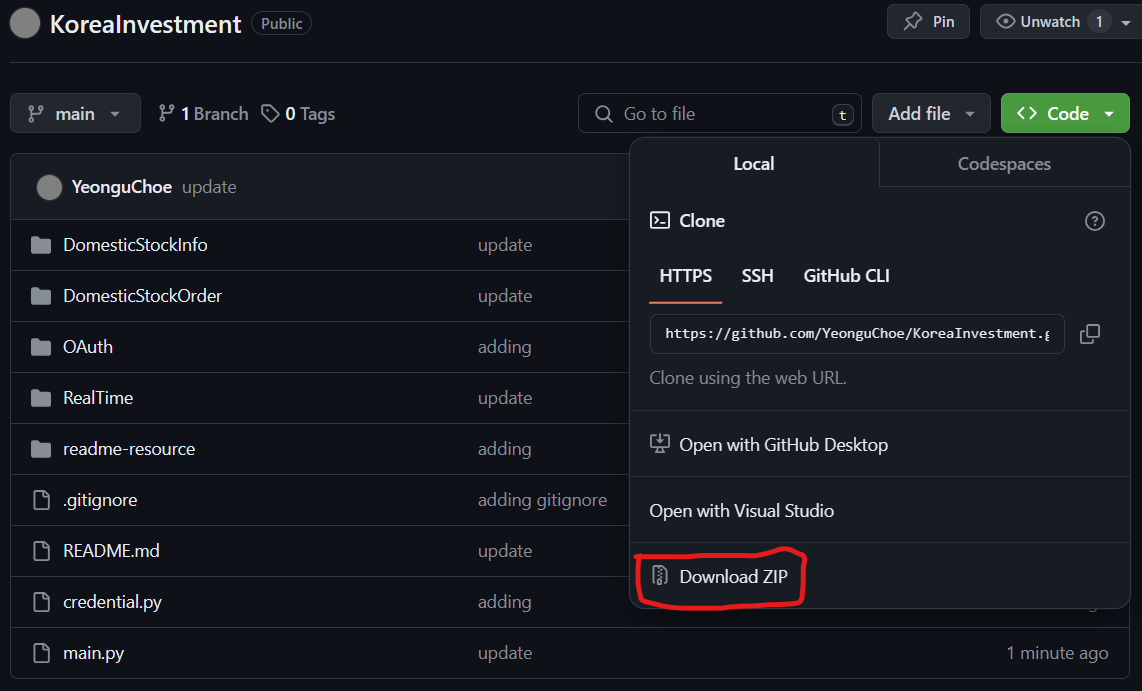 KoreaInvestment Public Pin Unwatch 1
main 1 Branch 0 Tags Go to file t Add file Code
Local Codespaces
YeonguChoe update
Clone
DomesticStockInfo update
HTTPS SSH GitHub CLI
DomesticStockOrder update
https://github.com/YeonguChoe/KoreaInvestment.g
OAuth adding
Clone using the web URL.
RealTime update
Open with GitHub Desktop
readme-resource adding
.gitignore adding gitignore
Open with Visual Studio
README.md update
Download ZIP
credential.py adding
main.py update 1 minute ago